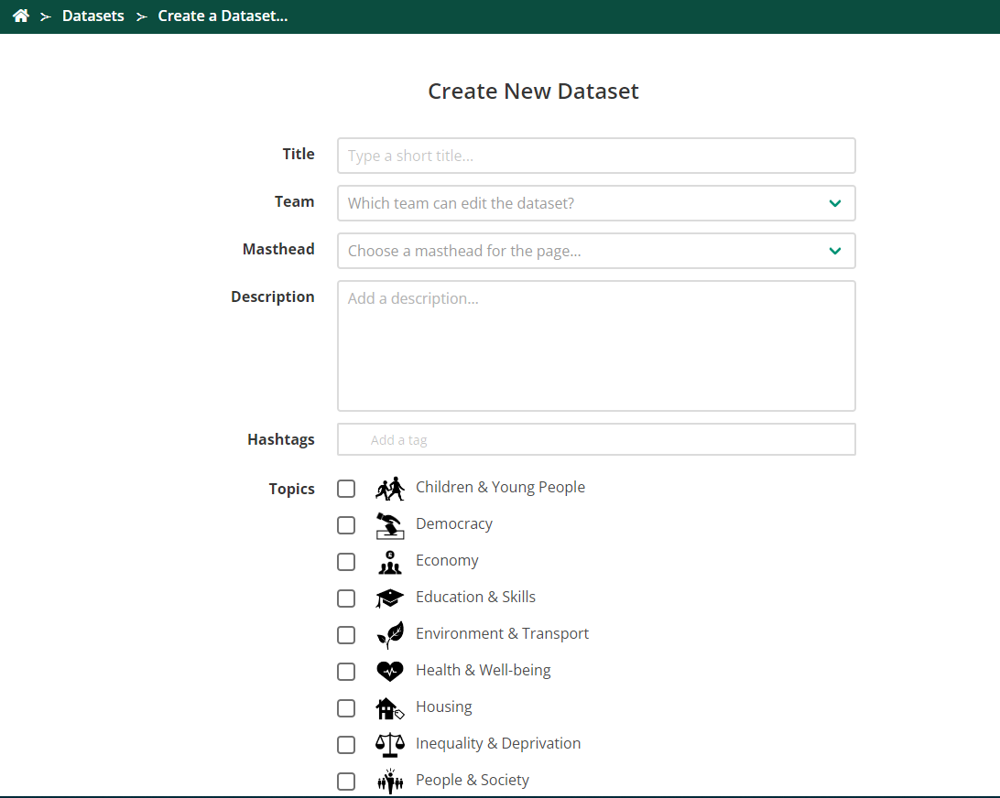 Datasets Create a Dataset...
Create New Dataset
Title Type a short title...
Team Which team can edit the dataset?
Masthead Choose a masthead for the page...
Description Add a description...
Hashtags Add a tag
Topics Children & Young People
Democracy
Economy
Education & Skills
Environment & Transport
Health & Well-being
Housing
Inequality & Deprivation
People & Society